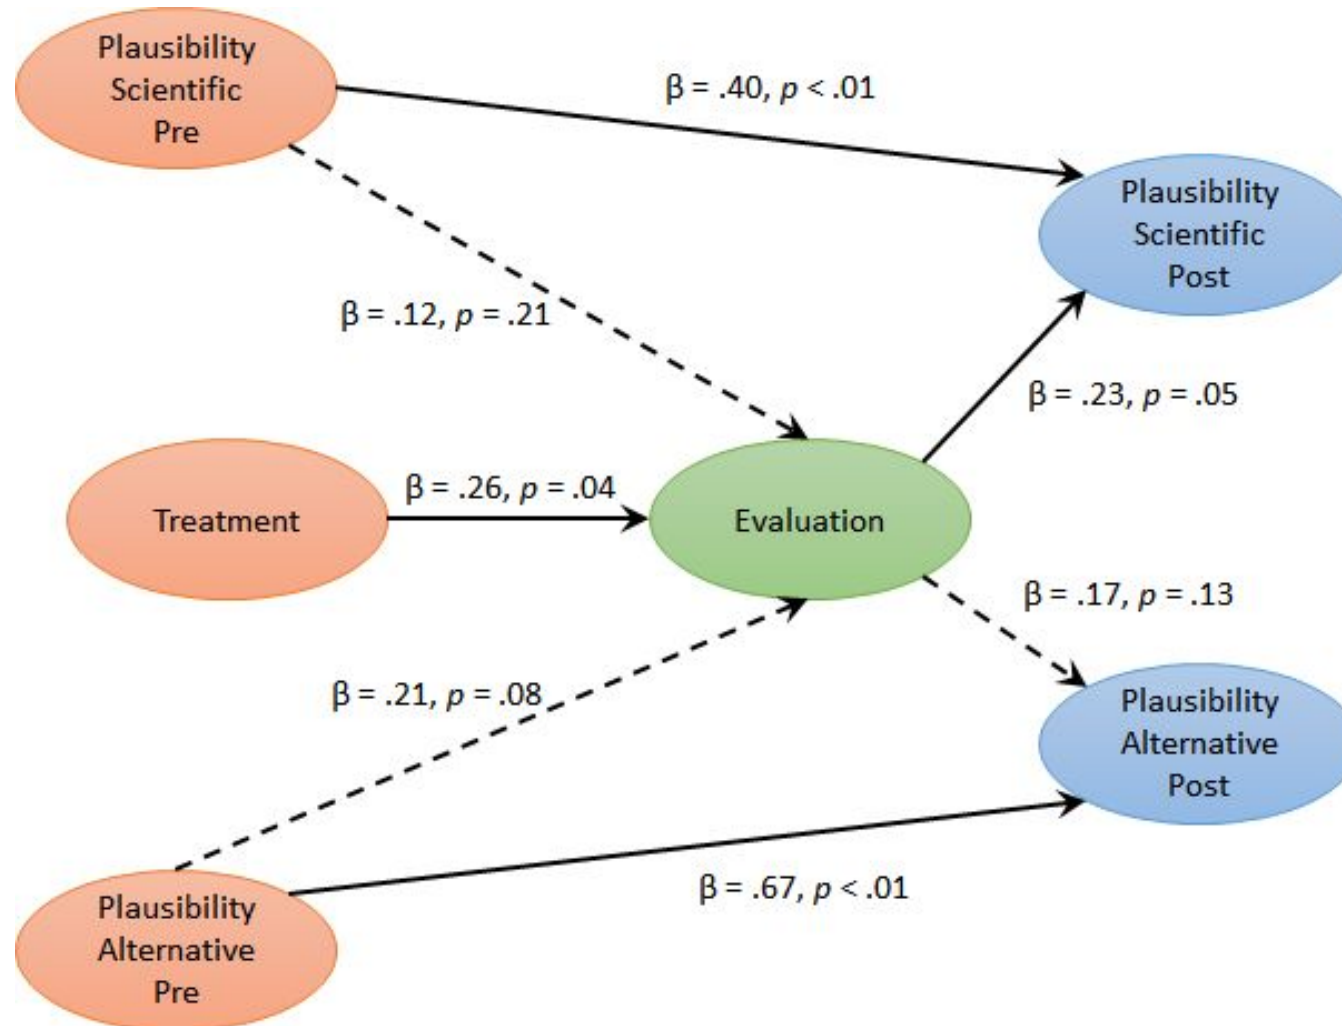 Plausibility
Scientific
Pre
β = .40, p < .01
Plausibility
Scientific
Post
β = .12, p = .21
β = .23, p = .05
Treatment
β = .26, p = .04
Evaluation
β = .17, p = .13
β = .21, p = .08
Plausibility
Alternative
Post
β = .67, p < .01
Plausibility
Alternative
Pre